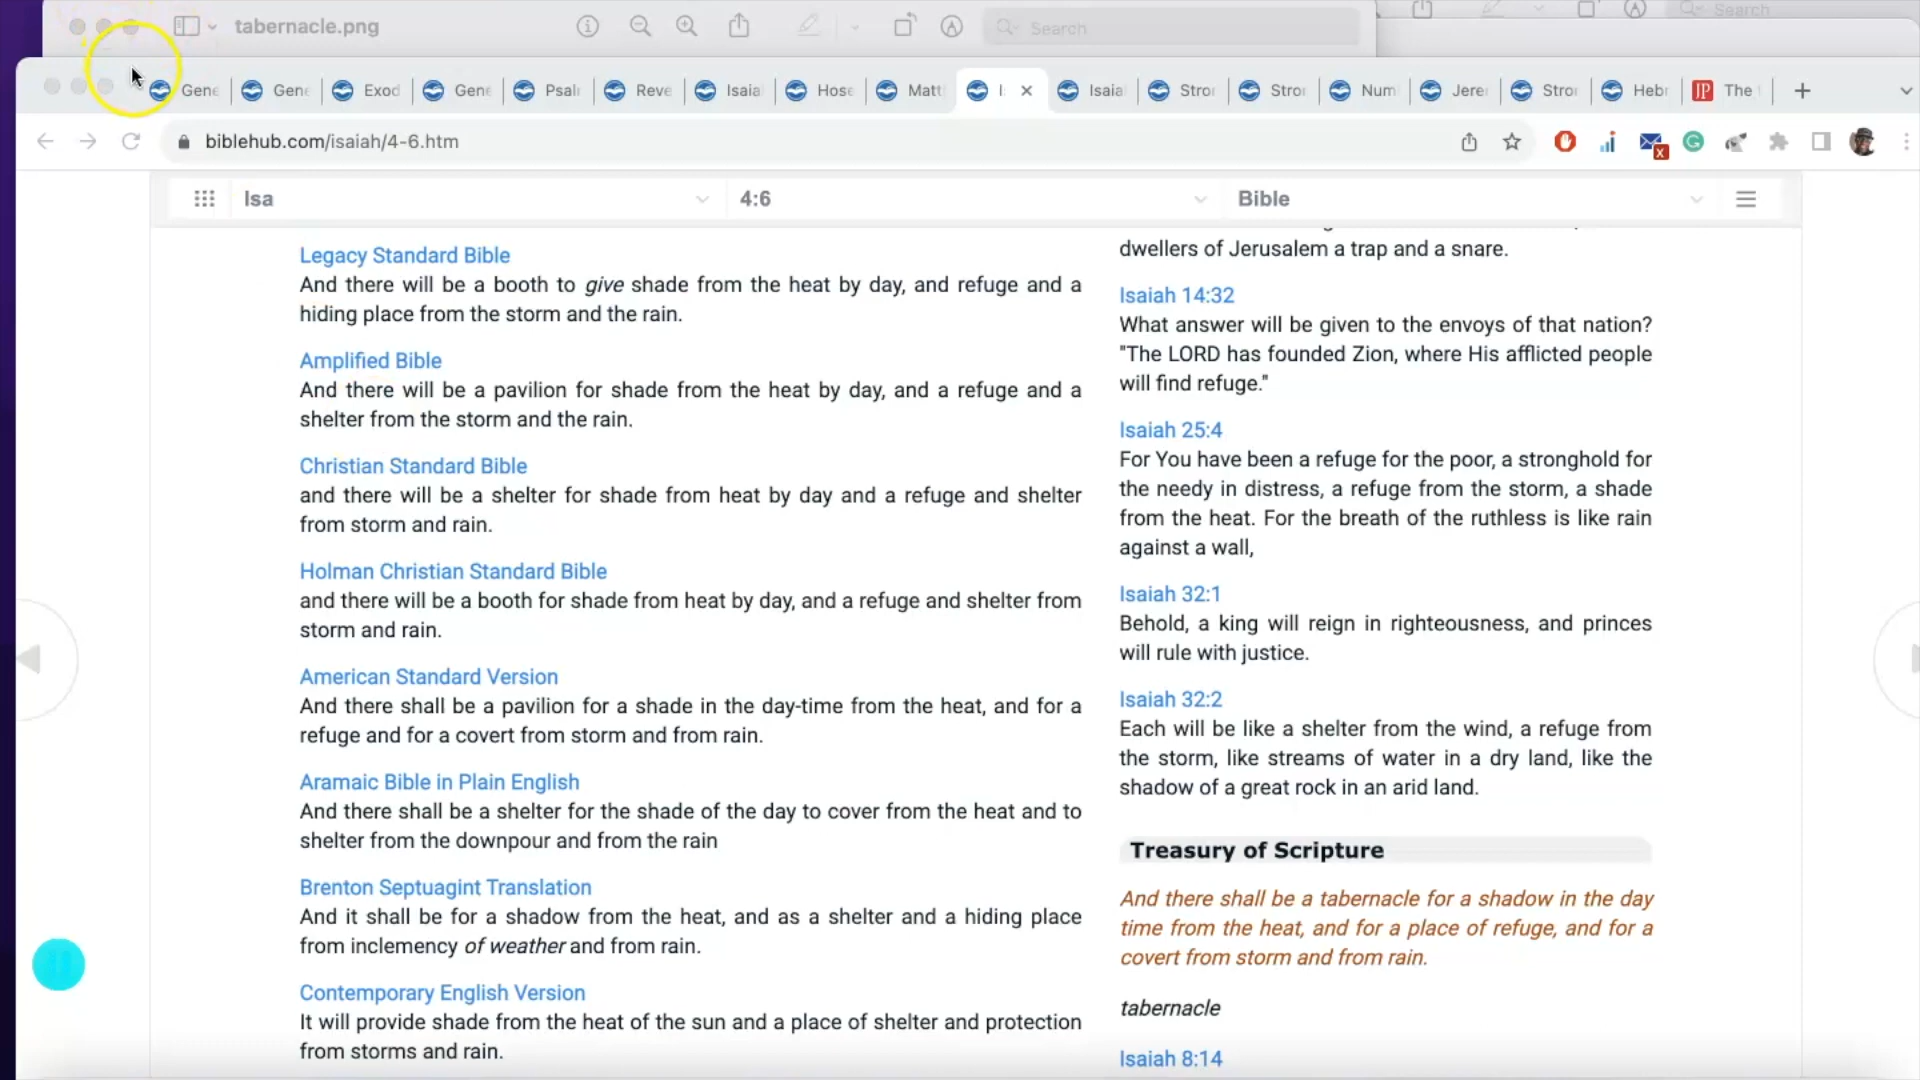 tabernacle.png
Search
Search
Gene
Gene
Exod
Gene
Psalr
Reve
Isaia
Hose
Matt
Isaia
Stror
Stror
Num
Jere
Stror
Hebr
The
biblehub.com/isaiah/4-6.htm
Isa
4:6
Bible
Legacy Standard Bible
And there will be a booth to give shade from the heat by day, and refuge and a
hiding place from the storm and the rain.
Amplified Bible
And there will be a pavilion for shade from the heat by day, and a refuge and a
shelter from the storm and the rain.
Christian Standard Bible
and there will be a shelter for shade from heat by day and a refuge and shelter
from storm and rain.
Holman Christian Standard Bible
and there will be a booth for shade from heat by day, and a refuge and shelter from
storm and rain.
American Standard Version
And there shall be a pavilion for a shade in the day-time from the heat, and for a
refuge and for a covert from storm and from rain.
Aramaic Bible in Plain English
And there shall be a shelter for the shade of the day to cover from the heat and to
shelter from the downpour and from the rain
Brenton Septuagint Translation
And it shall be for a shadow from the heat, and as a shelter and a hiding place
from inclemency of weather and from rain.
Contemporary English Version
It will provide shade from the heat of the sun and a place of shelter and protection
from storms and rain.
dwellers of Jerusalem a trap and a snare.
Isaiah 14:32
What answer will be given to the envoys of that nation?
"The LORD has founded Zion, where His afflicted people
will find refuge."
Isaiah 25:4
For You have been a refuge for the poor, a stronghold for
the needy in distress, a refuge from the storm, a shade
from the heat. For the breath of the ruthless is like rain
against a wall,
Isaiah 32:1
Behold, a king will reign in righteousness, and princes
will rule with justice.
Isaiah 32:2
Each will be like a shelter from the wind, a refuge from
the storm, like streams of water in a dry land, like the
shadow of a great rock in an arid land.
Treasury of Scripture
And there shall be a tabernacle for a shadow in the day
time from the heat, and for a place of refuge, and for a
covert from storm and from rain.
tabernacle
Isaiah 8:14